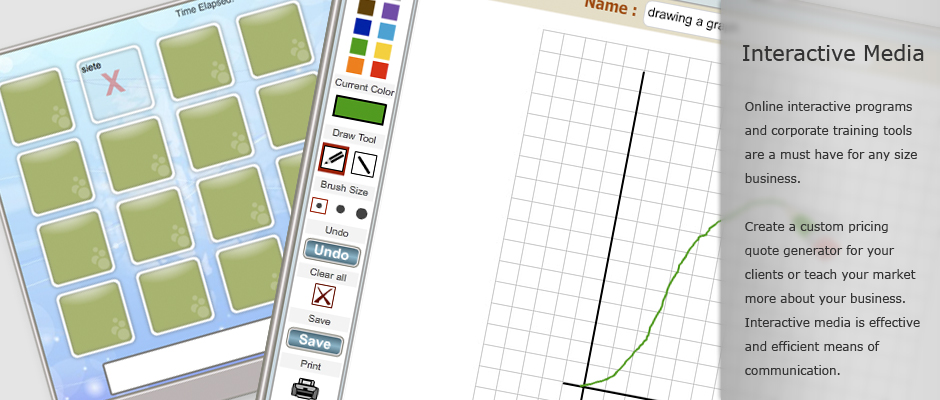 Time Elapsed:
siete
Current Color
Draw Tool
Brush Size
Undo
Undo
Clear all
Save
Save
Print
Name :
drawing a gra
Interactive Media
Online interactive programs
and corporate training tools
are a must have for any size
business.
Create a custom pricing
quote generator for your
clients or teach your market
more about your business.
Interactive media is effective
and efficient means of
communication.